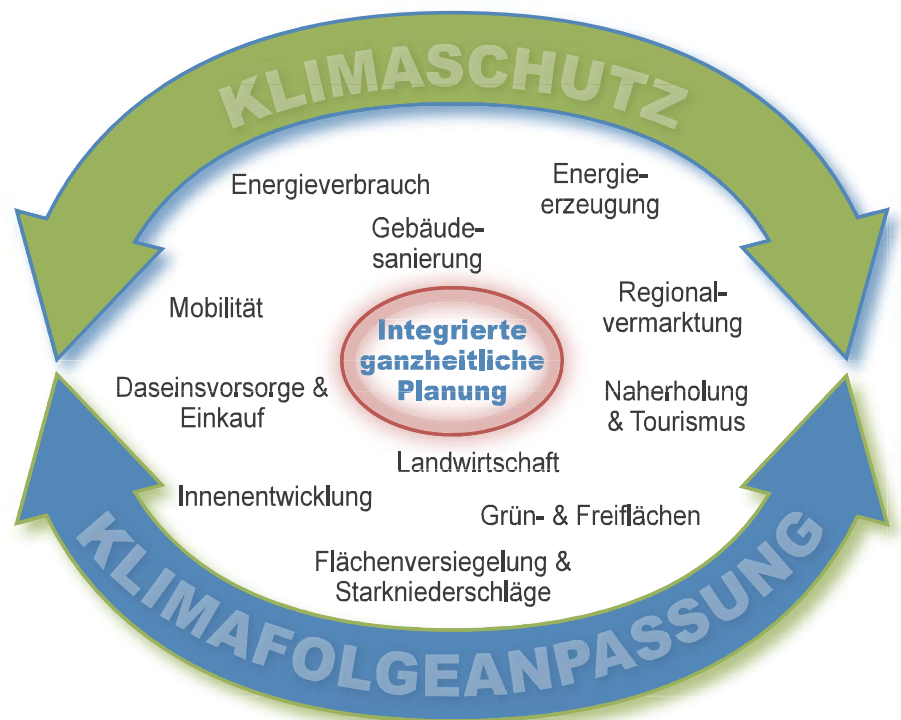 KLIMASCHUTZ
Energieverbrauch
Energie-
erzeugung
Gebäude-
sanierung
Mobilität
Regional-
vermarktung
Integrierte
ganzheitliche
Planung
Daseinsvorsorge &
Einkauf
Naherholung
& Tourismus
Landwirtschaft
Innenentwicklung
Grün- & Freiflächen
Flächenversiegelung &
Starkniederschläge
KLIMAFOLGEANPASSUNG